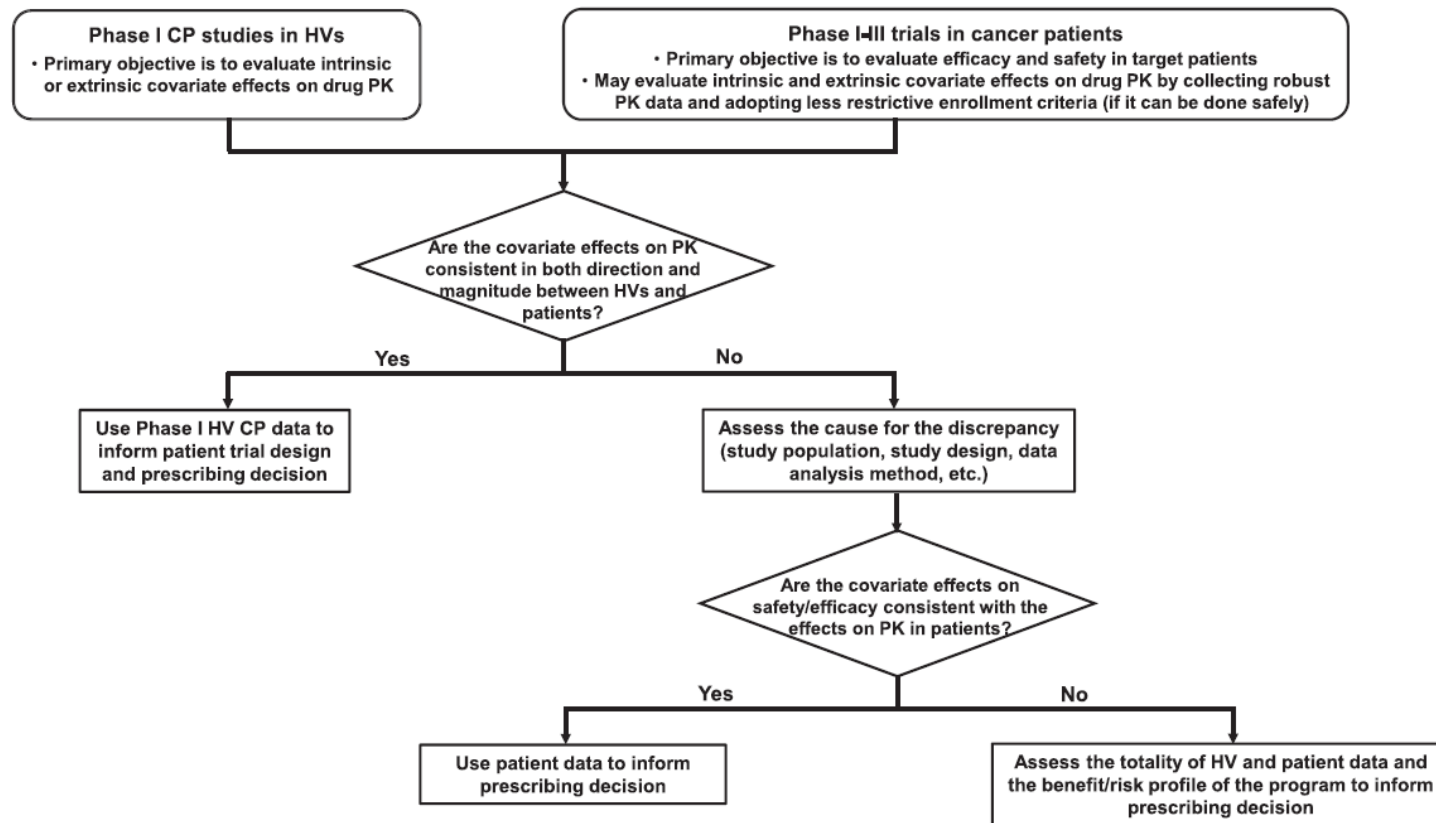 Phase I CP studies in HVs
• Primary objective is to evaluate intrinsic
or extrinsic covariate effects on drug PK
Phase I-III trials in cancer patients
• Primary objective is to evaluate efficacy and safety in target patients
• May evaluate intrinsic and extrinsic covariate effects on drug PK by collecting robust
PK data and adopting less restrictive enrollment criteria (if it can be done safely)
Are the covariate effects on PK
consistent in both direction and
magnitude between HVs and
patients?
Yes
No
Use Phase I HV CP data to
inform patient trial design
and prescribing decision
Assess the cause for the discrepancy
(study population, study design, data
analysis method, etc.)
Are the covariate effects on
safety/efficacy consistent with the
effects on PK in patients?
Yes
No
Use patient data to inform
prescribing decision
Assess the totality of HV and patient data and
the benefit/risk profile of the program to inform
prescribing decision